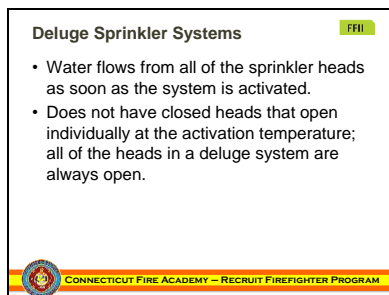 Deluge Sprinkler Systems
FFII
• Water flows from all of the sprinkler heads
as soon as the system is activated.
• Does not have closed heads that open
individually at the activation temperature;
all of the heads in a deluge system are
always open.
CONNECTICUT FIRE ACADEMY – RECRUIT FIREFIGHTER PROGRAM